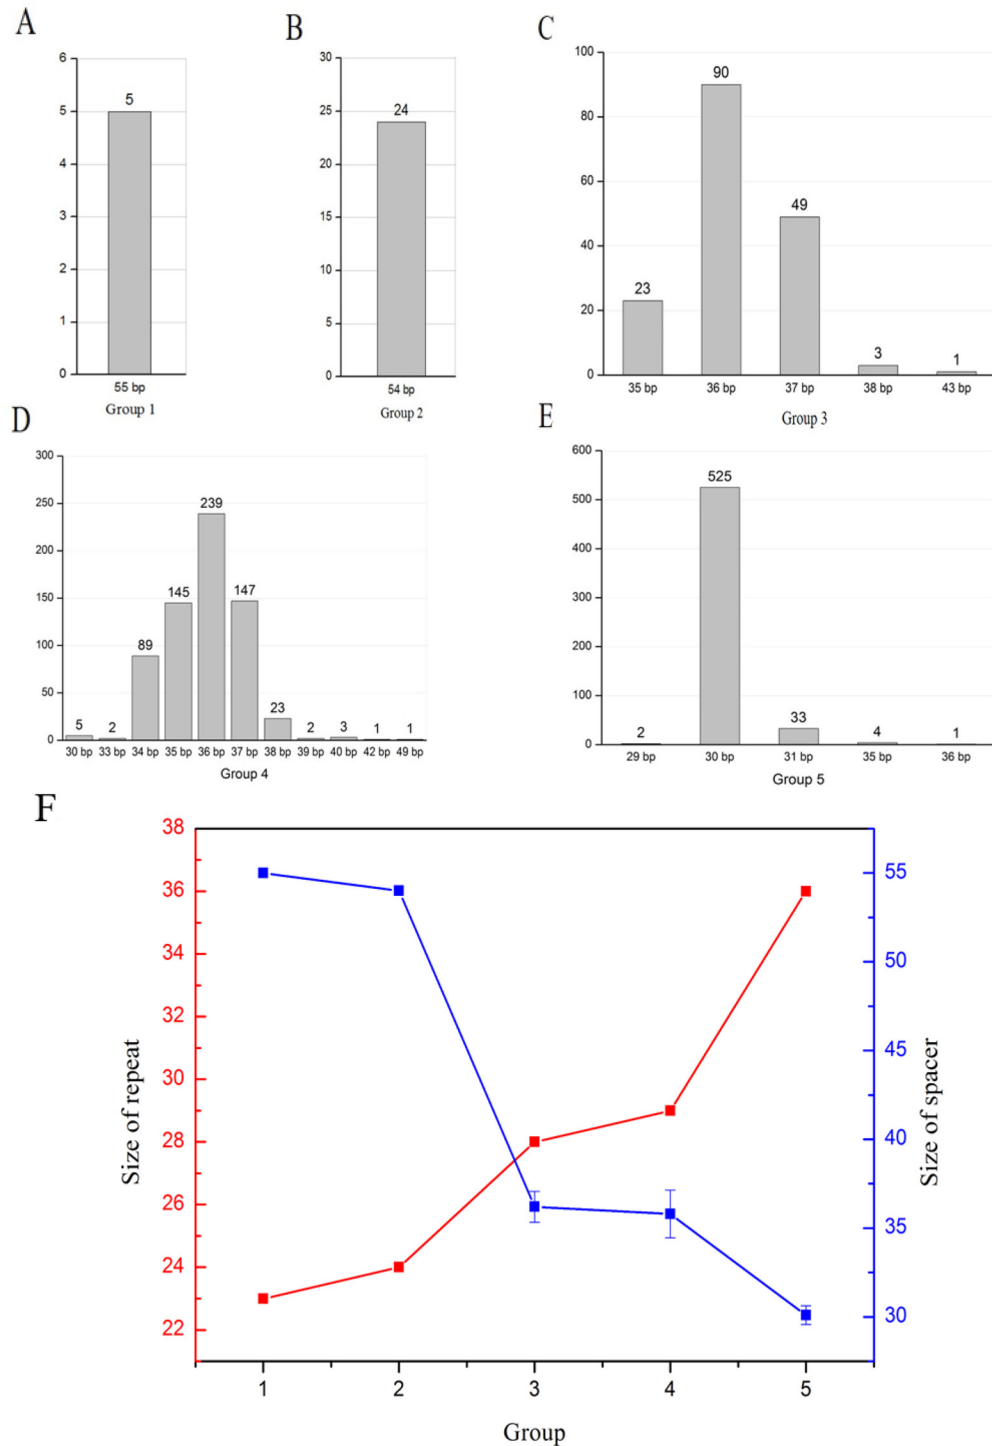 A
6
5
4
3
2
1
0
5
55 bp
Group 1
B
30
25
20
15
10
5
0
24
54 bp
Group 2
C
100
80
60
40
20
0
23
90
49
3
1
35 bp 36 bp 37 bp 38 bp 43 bp
Group 3
D
300
250
200
150
100
50
0
5 2 89 145 239 147 23 2 3 1 1
30 bp 33 bp 34 bp 35 bp 36 bp 37 bp 38 bp 39 bp 40 bp 42 bp 49 bp
Group 4
E
600
500
400
300
200
100
0
2 525 33 4 1
29 bp 30 bp 31 bp 35 bp 36 bp
Group 5
F
Size of repeat
38
36
34
32
30
28
26
24
22
55
50
45
40
35
30
Size of spacer
1 2 3 4 5
Group